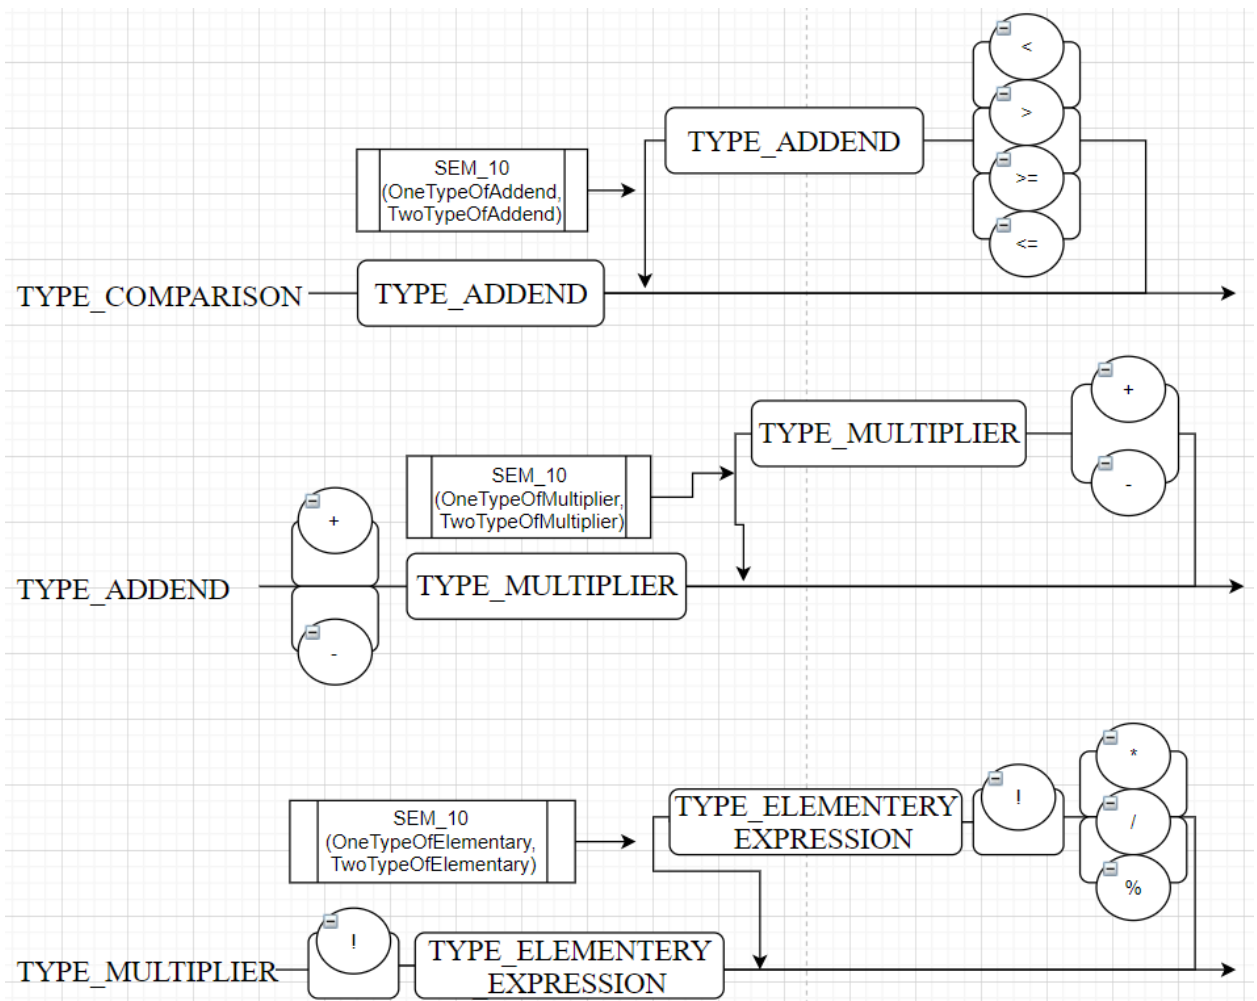 <
>
>=
<=
TYPE_ADDEND
SEM_10
(OneTypeOfAddend,
TwoTypeOfAddend)
TYPE_COMPARISON
TYPE_ADDEND
+
-
TYPE_MULTIPLIER
SEM_10
(OneTypeOfMultiplier,
TwoTypeOfMultiplier)
+
-
TYPE_ADDEND
TYPE_MULTIPLIER
*
/
%
!
TYPE_ELEMENTERY
EXPRESSION
SEM_10
(OneTypeOfElementary,
TwoTypeOfElementary)
!
TYPE_MULTIPLIER
TYPE_ELEMENTERY
EXPRESSION